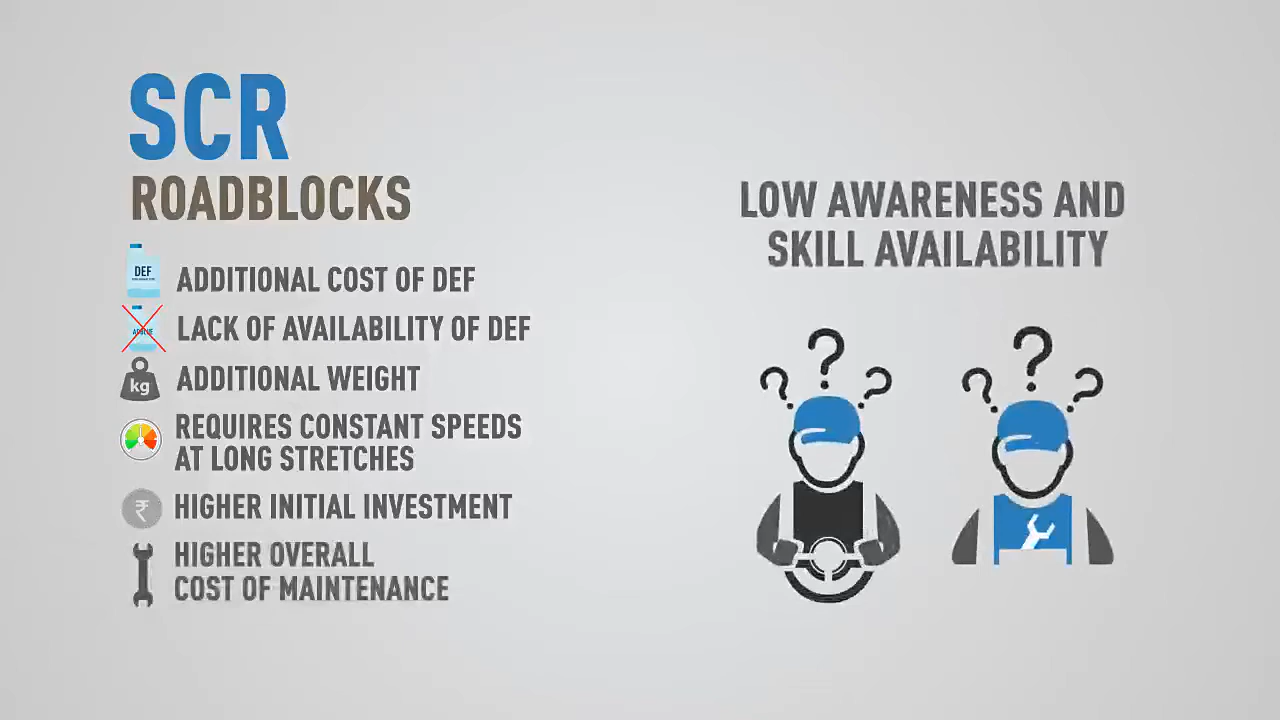 SCR
ROADBLOCKS
DEF
ADDITIONAL COST OF DEF
LACK OF AVAILABILITY OF DEF
kg
ADDITIONAL WEIGHT
REQUIRES CONSTANT SPEEDS
AT LONG STRETCHES
₹
HIGHER INITIAL INVESTMENT
HIGHER OVERALL
COST OF MAINTENANCE
LOW AWARENESS AND
SKILL AVAILABILITY
? ? ?
? ? ?